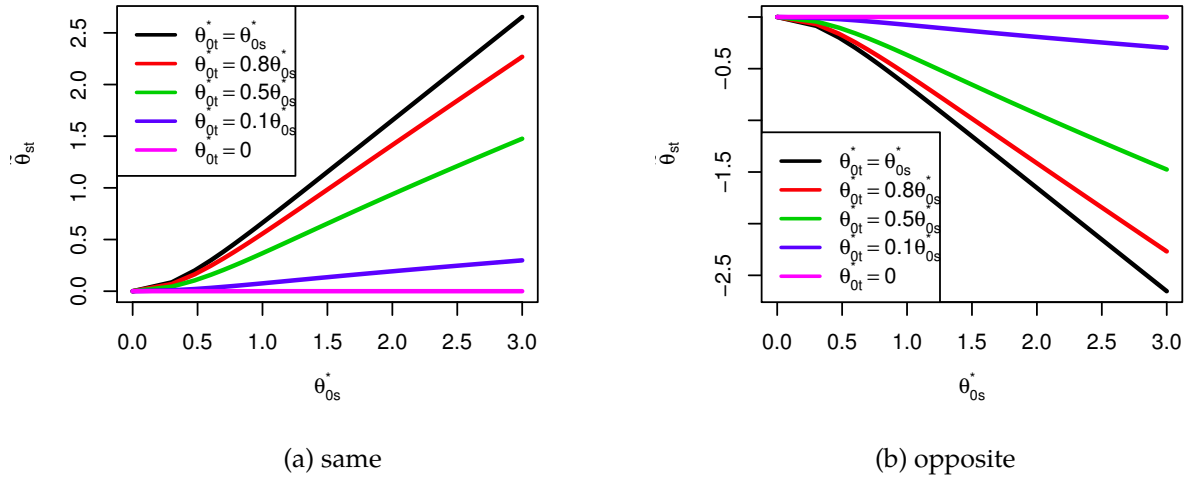 θ̃st
0.0 0.5 1.0 1.5 2.0 2.5
θ*0t = θ*0s
θ*0t = 0.8θ*0s
θ*0t = 0.5θ*0s
θ*0t = 0.1θ*0s
θ*0t = 0
0.0 0.5 1.0 1.5 2.0 2.5 3.0
θ*0s
(a) same
θ̃st
−2.5 −1.5 −0.5
θ*0t = θ*0s
θ*0t = 0.8θ*0s
θ*0t = 0.5θ*0s
θ*0t = 0.1θ*0s
θ*0t = 0
0.0 0.5 1.0 1.5 2.0 2.5 3.0
θ*0s
(b) opposite